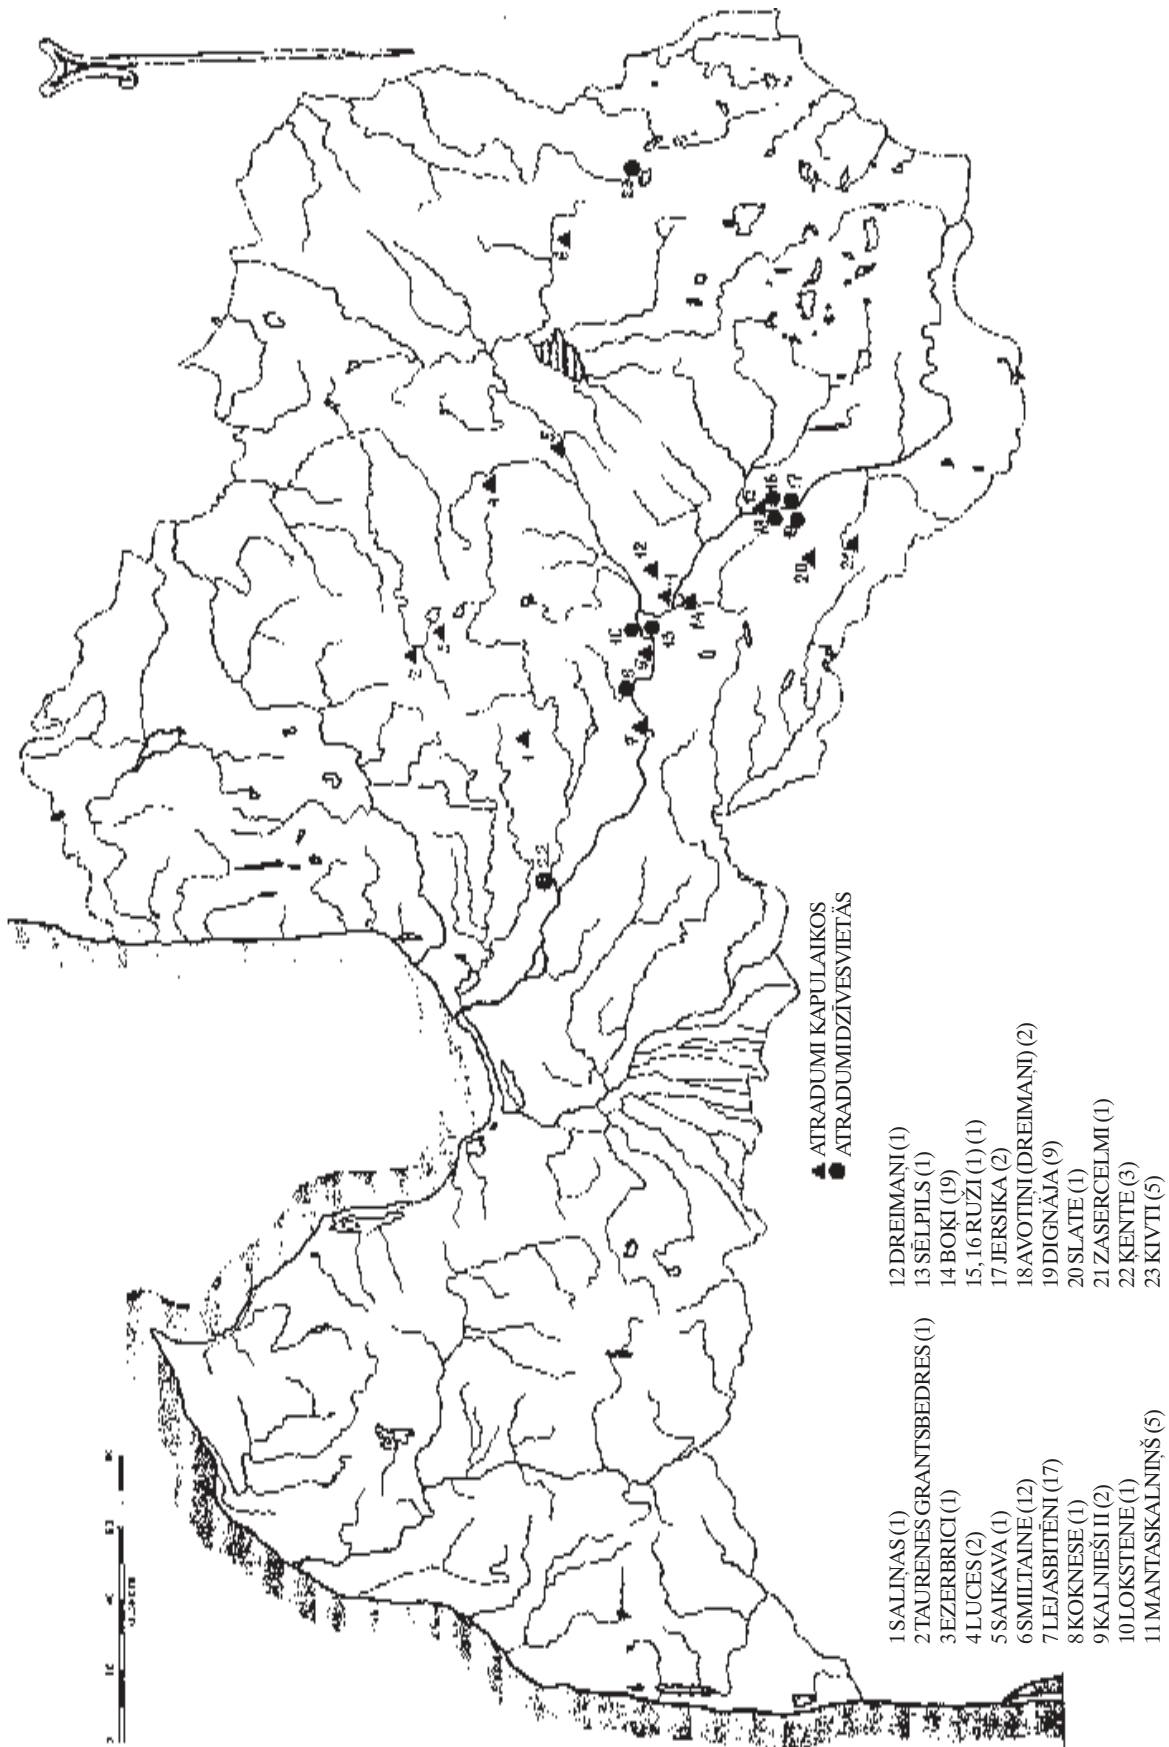 ▲ ATRADUMI KAPULAIKOS
● ATRADUMI DZĪVESVIETĀS
1 SALIŅAS (1)
2 TAURENES GRANTSBEDRES (1)
3 EZERBRICI (1)
4 LUCES (2)
5 SAIKAVA (1)
6 SMILTAINE (12)
7 LEJASBITĒNI (17)
8 KOKNESE (1)
9 KALNIEŠI II (2)
10 LOKSTENE (1)
11 MANTASKALNIŅŠ (5)
12 DREIMAŅI (1)
13 SĒLPILS (1)
14 BOĶI (19)
15, 16 RUŽI (1) (1)
17 JERSIKA (2)
18 AVOTIŅI (DREIMAŅI) (2)
19 DIGNĀJA (9)
20 SLATE (1)
21 ZASERCELMI (1)
22 ĶENTE (3)
23 KIVTI (5)